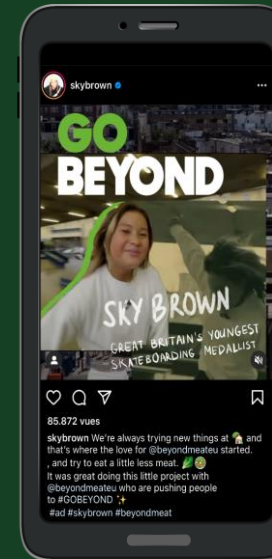 skybrown
GO
BEYOND
SKY BROWN
GREAT BRITAIN'S YOUNGEST
SKATEBOARDING MEDALLIST
85.872 vues
skybrown We're always trying new things at 🏡 and
that's where the love for @beyondmeateu started.
, and try to eat a little less meat. 🥬🥝
It was great doing this little project with
@beyondmeateu who are pushing people
to #GOBEYOND ✨
#ad #skybrown #beyondmeat